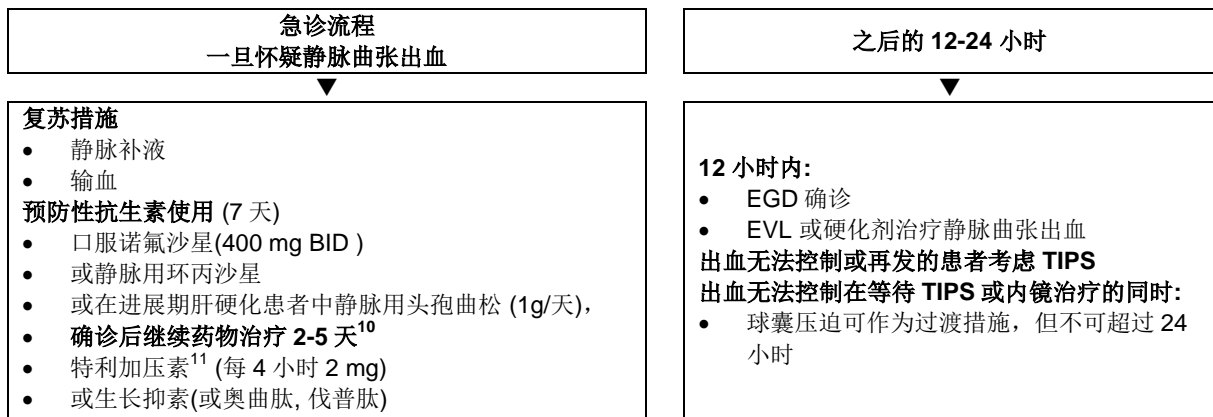 急诊流程
一旦怀疑静脉曲张出血
▼
复苏措施
• 静脉补液
• 输血
预防性抗生素使用 (7 天)
• 口服诺氟沙星(400 mg BID )
• 或静脉用环丙沙星
• 或在进展期肝硬化患者中静脉用头孢曲松 (1g/天),
• 确诊后继续药物治疗 2-5 天10
• 特利加压素11 (每 4 小时 2 mg)
• 或生长抑素(或奥曲肽, 伐普肽)
之后的 12-24 小时
▼
12 小时内:
• EGD 确诊
• EVL 或硬化剂治疗静脉曲张出血
出血无法控制或再发的患者考虑 TIPS
出血无法控制在等待 TIPS 或内镜治疗的同时:
• 球囊压迫可作为过渡措施,但不可超过 24
小时